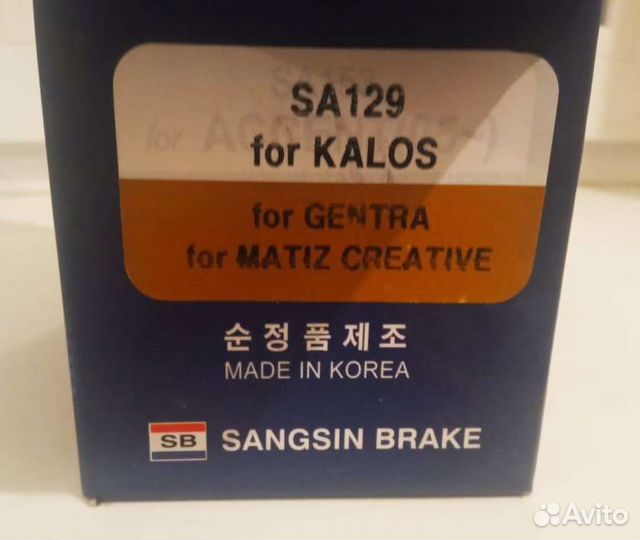 SA129
for KALOS
for GENTRA
for MATIZ CREATIVE
순정품제조
MADE IN KOREA
SB SANGSIN BRAKE
Avito